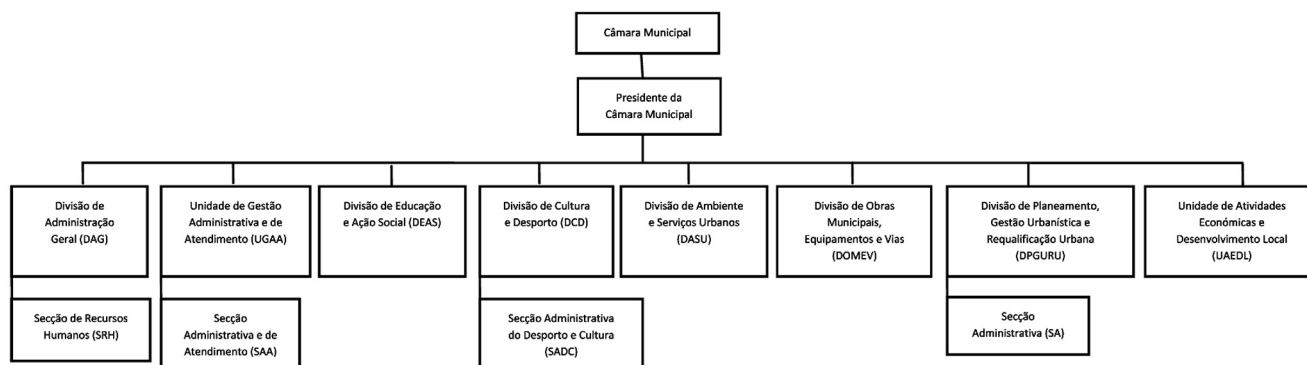 Câmara Municipal
Presidente da
Câmara Municipal
Divisão de
Administração
Geral (DAG)
Unidade de Gestão
Administrativa e de
Atendimento (UGAA)
Divisão de Educação
e Ação Social (DEAS)
Divisão de Cultura
e Desporto (DCD)
Divisão de Ambiente
e Serviços Urbanos
(DASU)
Divisão de Obras
Municipais,
Equipamentos e Vias
(DOMEV)
Divisão de Planeamento,
Gestão Urbanística e
Requalificação Urbana
(DPGURU)
Unidade de Atividades
Económicas e
Desenvolvimento Local
(UAEDL)
Secção de Recursos
Humanos (SRH)
Secção
Administrativa e de
Atendimento (SAA)
Secção Administrativa
do Desporto e Cultura
(SADC)
Secção
Administrativa (SA)